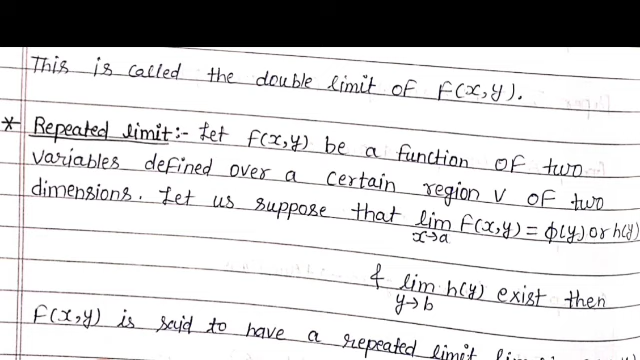 This is called the double limit of f(x,y).
* Repeated limit:- Let f(x,y) be a function of two
variables defined over a certain region V of two
dimensions. Let us suppose that lim x→a f(x,y) = ϕ(y) or h(y)
& lim y→b h(y) exist then
f(x,y) is said to have a repeated limit